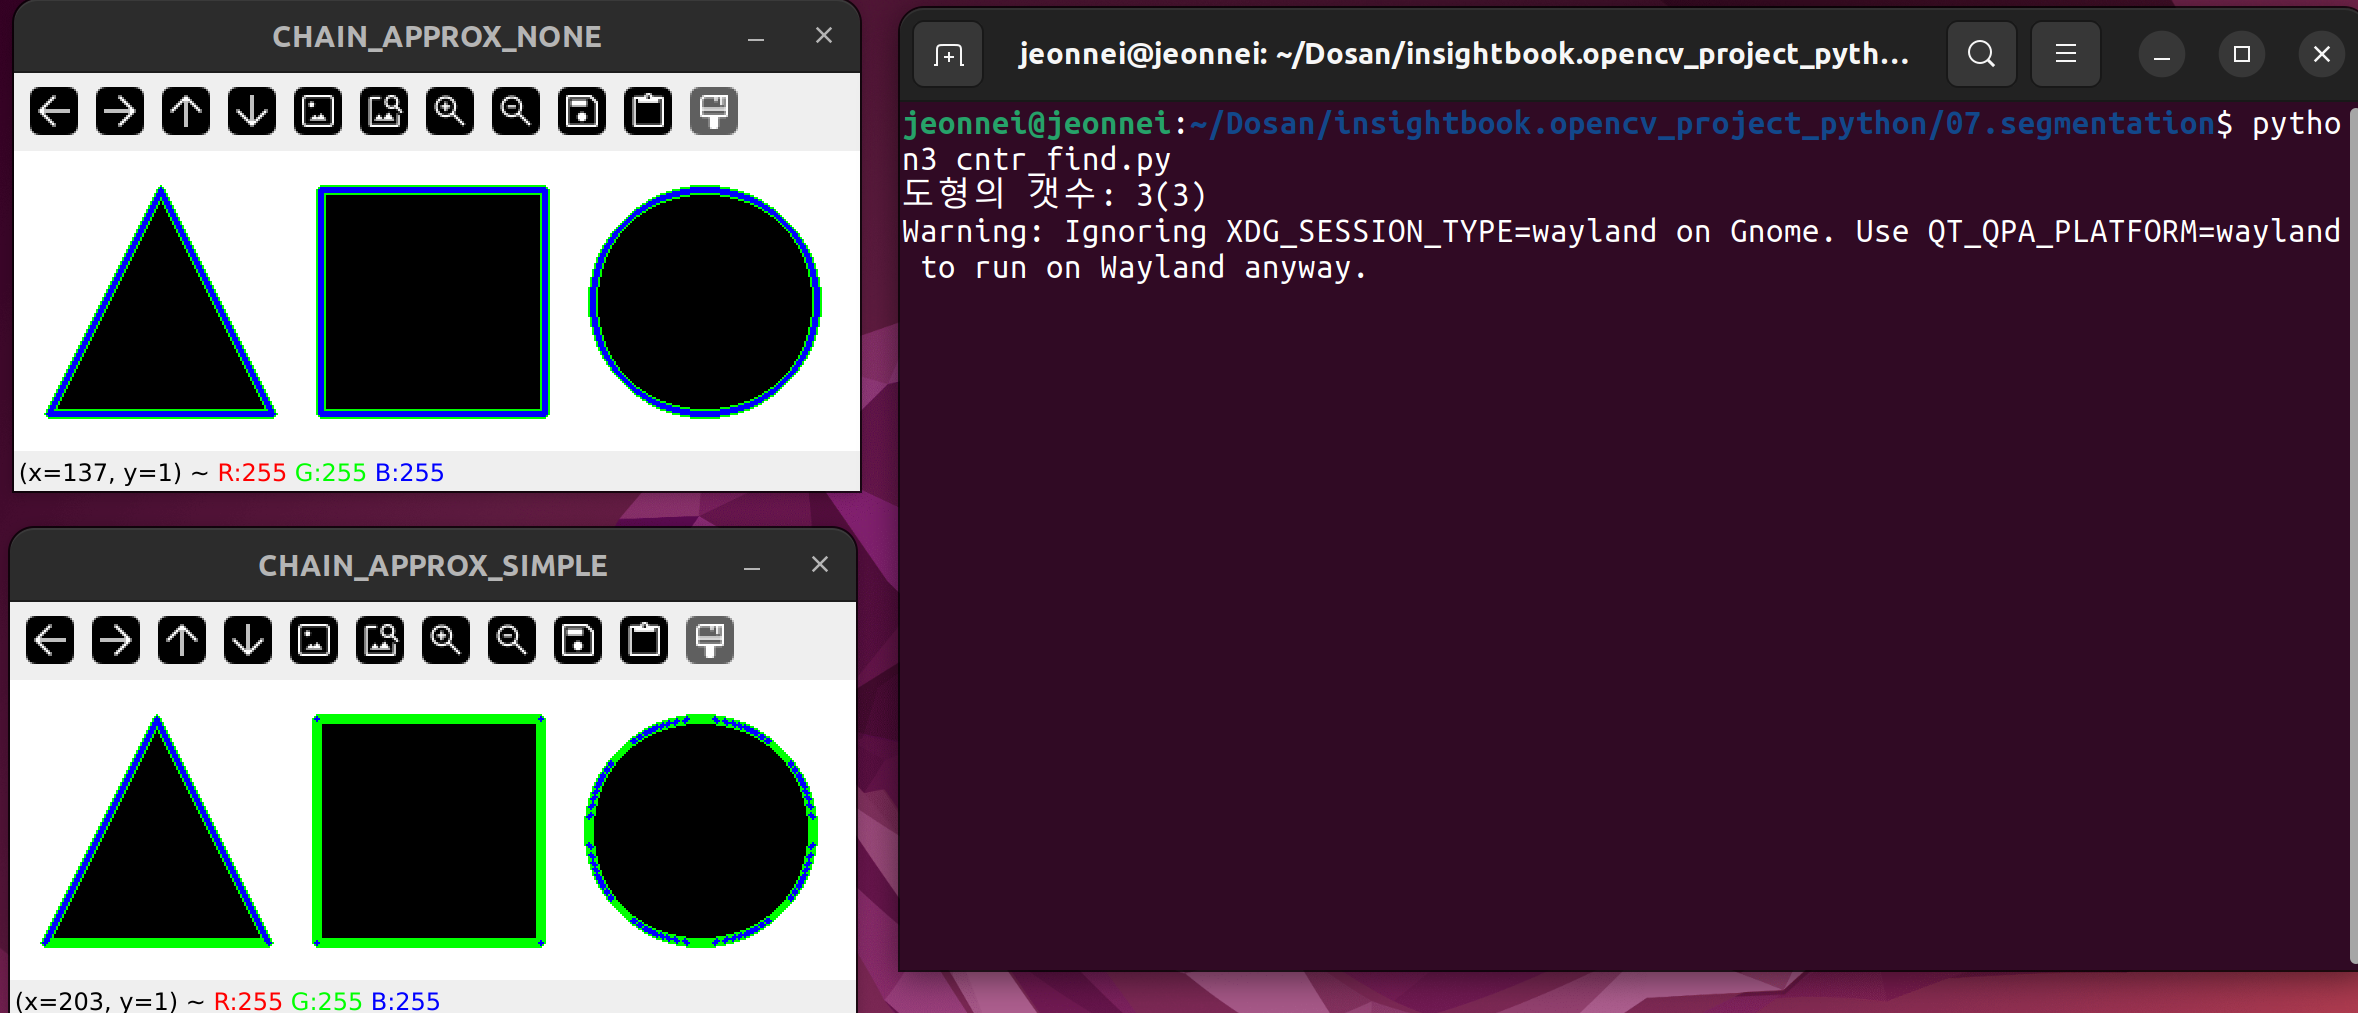 CHAIN_APPROX_NONE
(x=137, y=1) ~ R:255 G:255 B:255
CHAIN_APPROX_SIMPLE
(x=203, y=1) ~ R:255 G:255 B:255
jeonnei@jeonnei: ~/Dosan/insightbook.opencv_project_pyth...
jeonnei@jeonnei:~/Dosan/insightbook.opencv_project_python/07.segmentation$ pytho
n3 cntr_find.py
도형의 갯수: 3(3)
Warning: Ignoring XDG_SESSION_TYPE=wayland on Gnome. Use QT_QPA_PLATFORM=wayland
 to run on Wayland anyway.